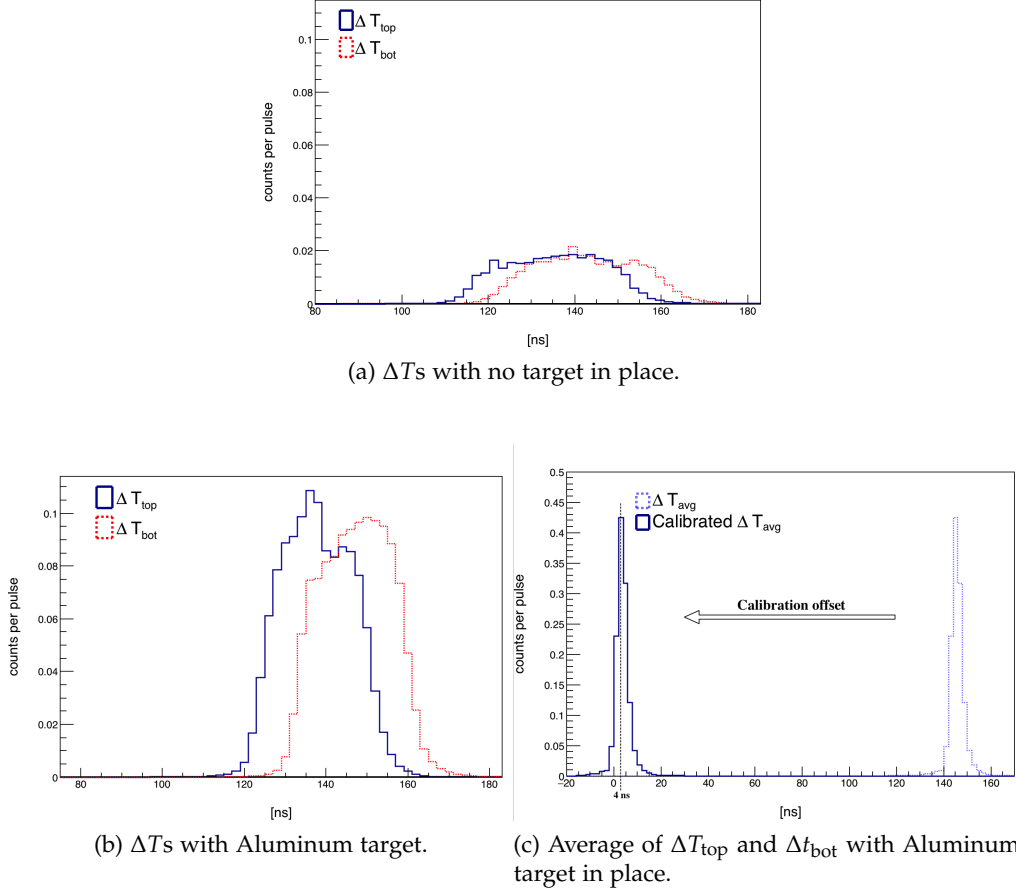 Δ T_top
Δ T_bot
counts per pulse
0.1
0.08
0.06
0.04
0.02
0
80 100 120 140 160 180
[ns]
(a) ΔTs with no target in place.
Δ T_top
Δ T_bot
counts per pulse
0.1
0.08
0.06
0.04
0.02
0
80 100 120 140 160 180
[ns]
(b) ΔTs with Aluminum target.
Δ T_avg
Calibrated Δ T_avg
Calibration offset
counts per pulse
0.5
0.45
0.4
0.35
0.3
0.25
0.2
0.15
0.1
0.05
0
−20 0 20 40 60 80 100 120 140 160
4 ns
[ns]
(c) Average of ΔT_top and Δt_bot with Aluminum
target in place.